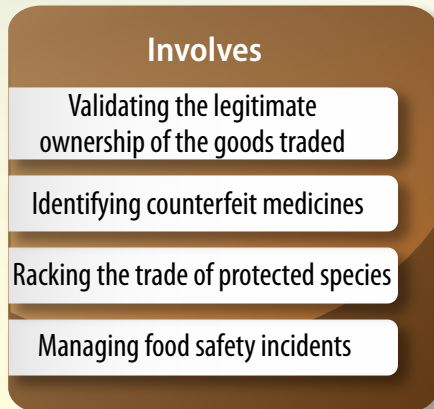 Involves
Validating the legitimate
ownership of the goods traded
Identifying counterfeit medicines
Racking the trade of protected species
Managing food safety incidents